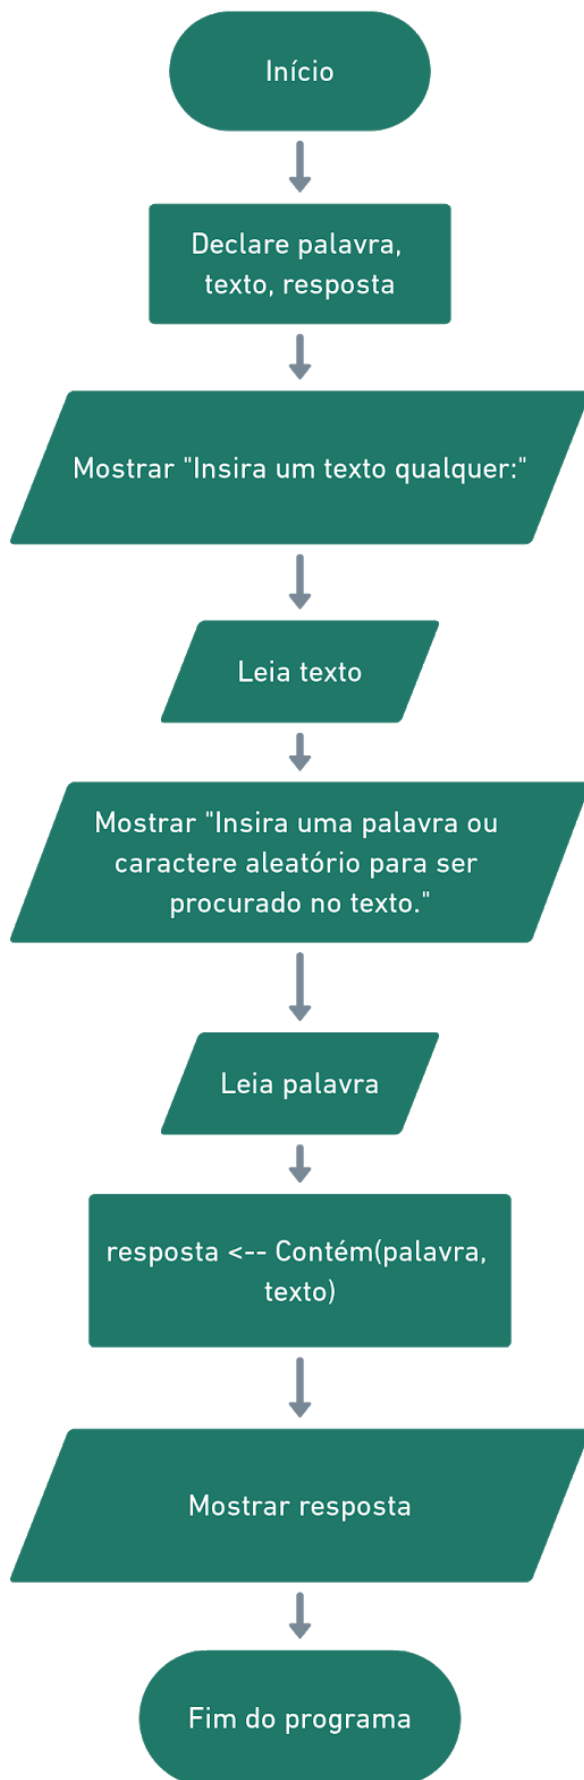 Início
Declare palavra,
texto, resposta
Mostrar "Insira um texto qualquer:"
Leia texto
Mostrar "Insira uma palavra ou
caractere aleatório para ser
procurado no texto."
Leia palavra
resposta <-- Contém(palavra,
texto)
Mostrar resposta
Fim do programa